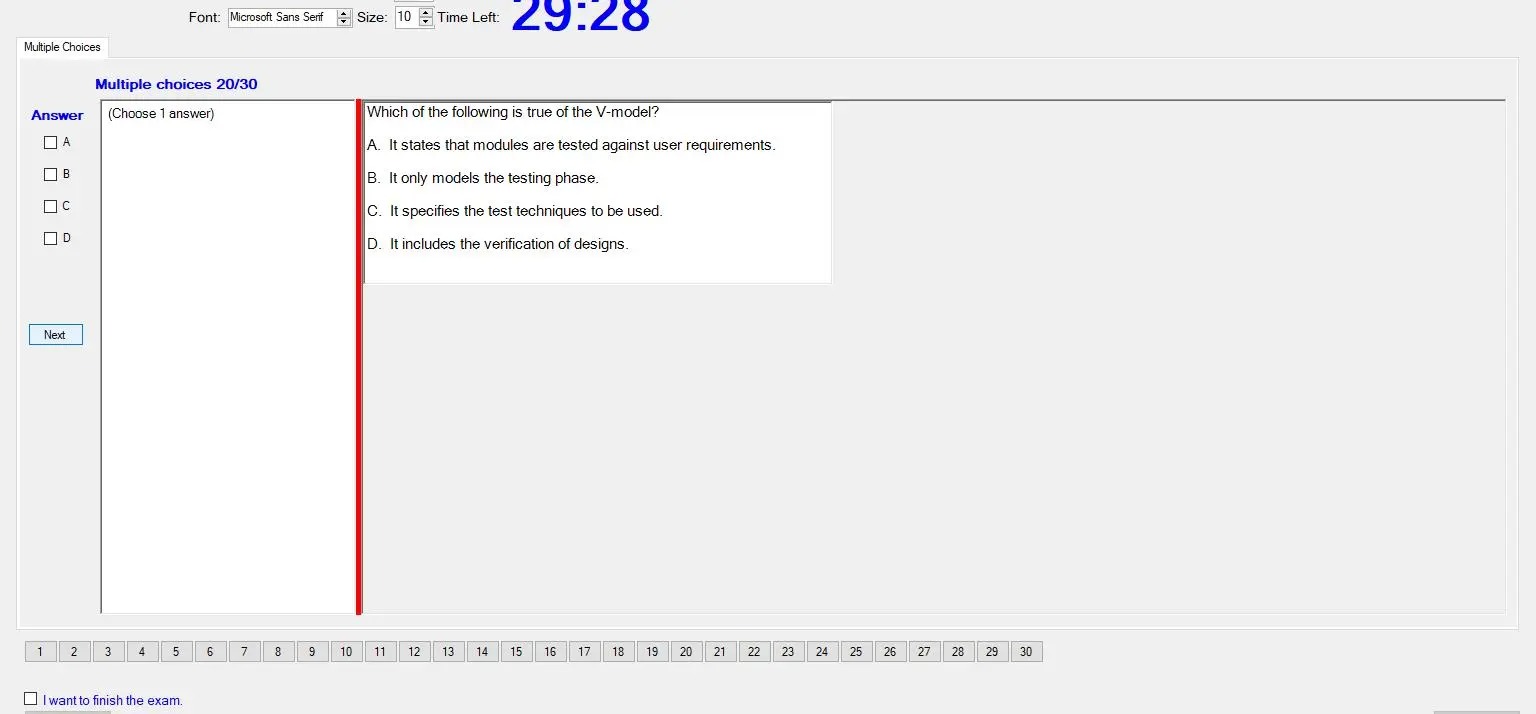 Font: Microsoft Sans Serif Size: 10 Time Left: 29:28
Multiple Choices
Multiple choices 20/30
Answer
(Choose 1 answer)
A
B
C
D
Next
Which of the following is true of the V-model?
A. It states that modules are tested against user requirements.
B. It only models the testing phase.
C. It specifies the test techniques to be used.
D. It includes the verification of designs.
1 2 3 4 5 6 7 8 9 10 11 12 13 14 15 16 17 18 19 20 21 22 23 24 25 26 27 28 29 30
I want to finish the exam.